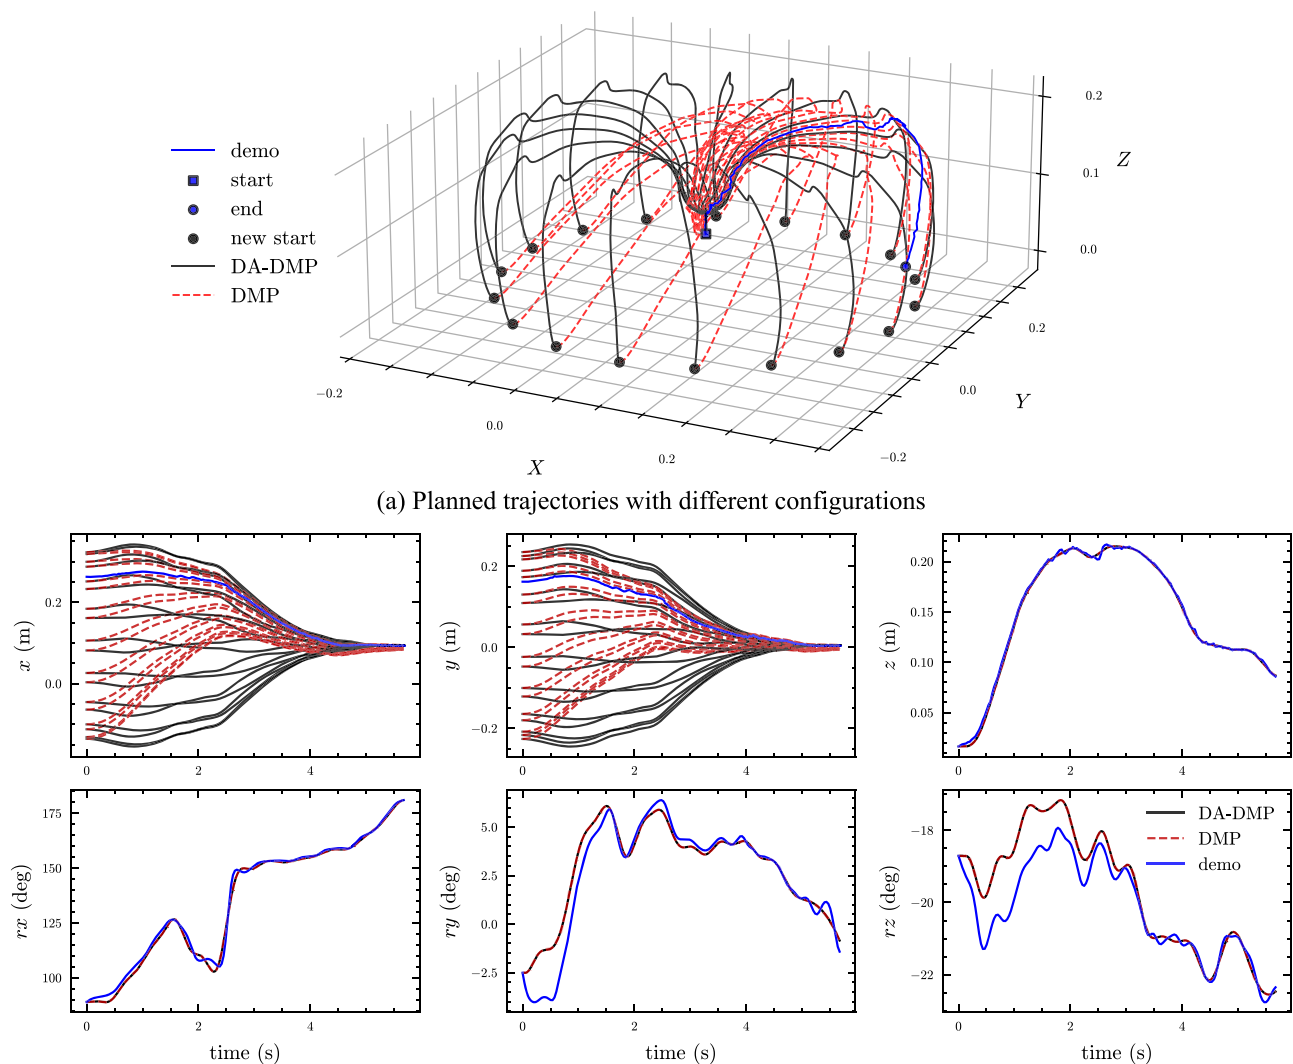 demo
start
end
new start
DA-DMP
DMP
0.2
0.1
0.0
Z
−0.2
0.0
0.2
X
−0.2
0.0
0.2
Y
(a) Planned trajectories with different configurations
0.2
0.0
x (m)
0 2 4
0.2
0.0
−0.2
y (m)
0 2 4
0.20
0.15
0.10
0.05
z (m)
0 2 4
175
150
125
100
rx (deg)
0 2 4
time (s)
5.0
2.5
0.0
−2.5
ry (deg)
0 2 4
time (s)
−18
−20
−22
rz (deg)
DA-DMP
DMP
demo
0 2 4
time (s)